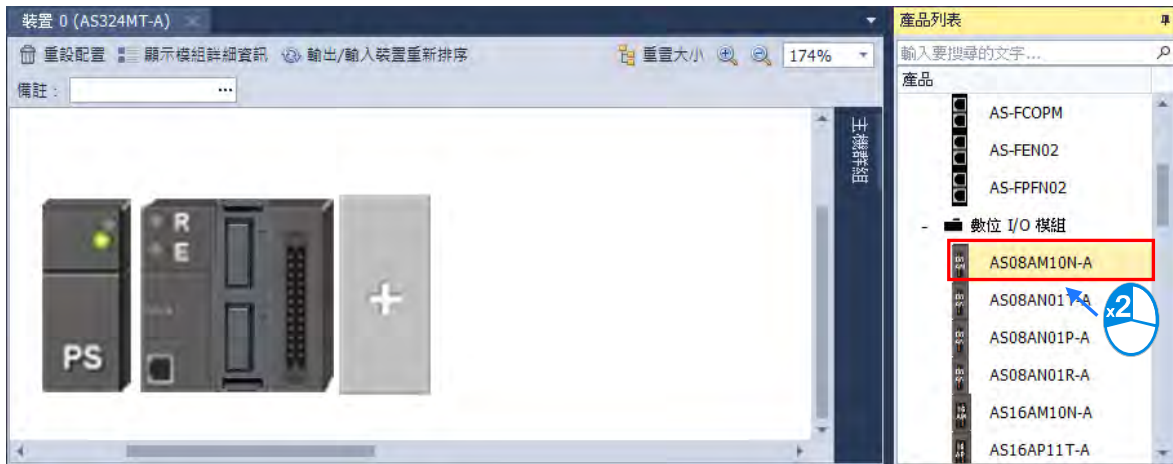 裝置 0 (AS324MT-A)
重設配置 顯示模組詳細資訊 輸出/輸入裝置重新排序 重置大小 174%
備註：
主機群組
R
E
PS
產品列表
輸入要搜尋的文字...
產品
AS-FCOPM
AS-FEN02
AS-FPFN02
- 數位 I/O 模組
AS08AM10N-A
AS08AN01T-A
x2
AS08AN01P-A
AS08AN01R-A
AS16AM10N-A
AS16AP11T-A